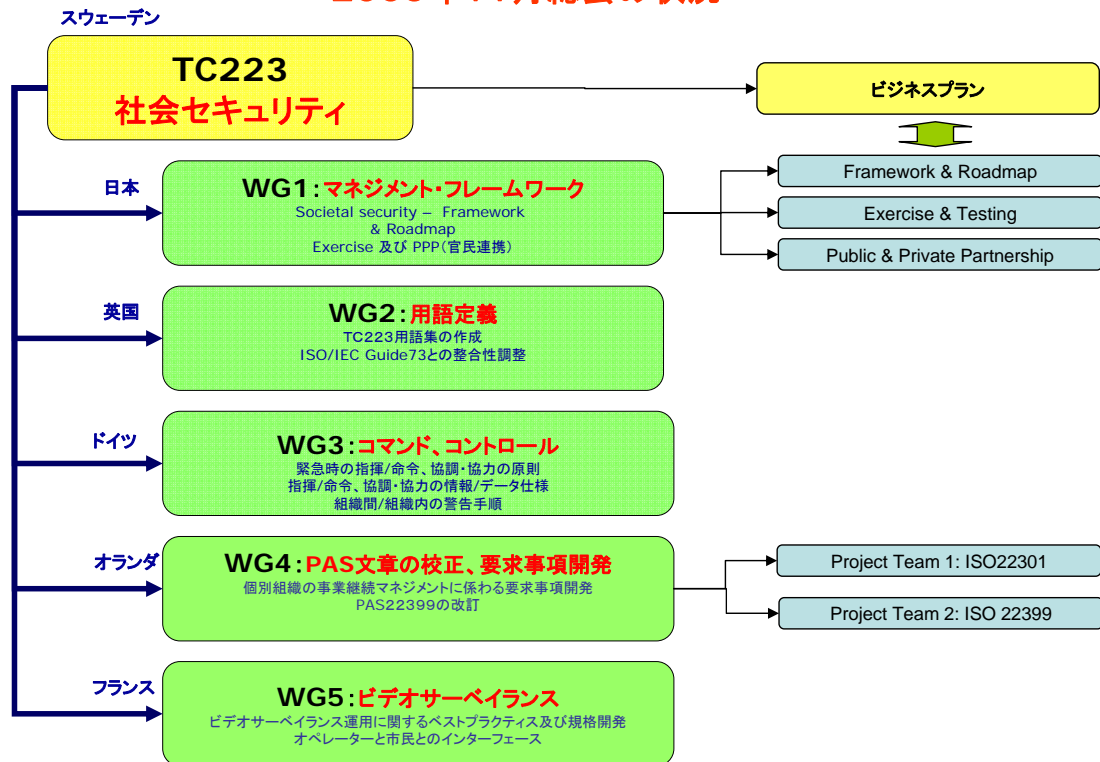 月総会の状況
スウェーデン
TC223
社会セキュリティ
ビジネスプラン
日本
WG1:マネジメント・フレームワーク
Societal security – Framework
& Roadmap
Exercise 及び PPP(官民連携)
Framework & Roadmap
Exercise & Testing
Public & Private Partnership
英国
WG2:用語定義
TC223用語集の作成
ISO/IEC Guide73との整合性調整
ドイツ
WG3:コマンド、コントロール
緊急時の指揮/命令、協調・協力の原則
指揮/命令、協調・協力の情報/データ仕様
組織間/組織内の警告手順
オランダ
WG4:PAS文章の校正、要求事項開発
個別組織の事業継続マネジメントに係わる要求事項開発
PAS22399の改訂
Project Team 1: ISO22301
Project Team 2: ISO 22399
フランス
WG5:ビデオサーベイランス
ビデオサーベイランス運用に関するベストプラクティス及び規格開発
オペレーターと市民とのインターフェース